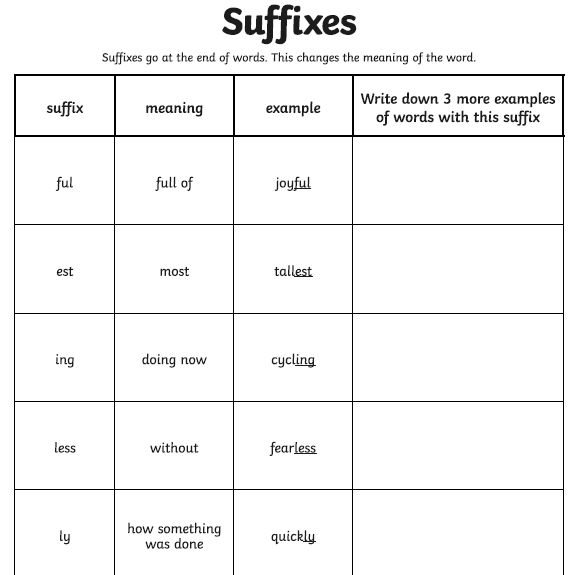 Suffixes
Suffixes go at the end of words. This changes the meaning of the word.
suffix meaning example Write down 3 more examples
of words with this suffix
ful full of joyful
est most tallest
ing doing now cycling
less without fearless
ly how something
was done quickly